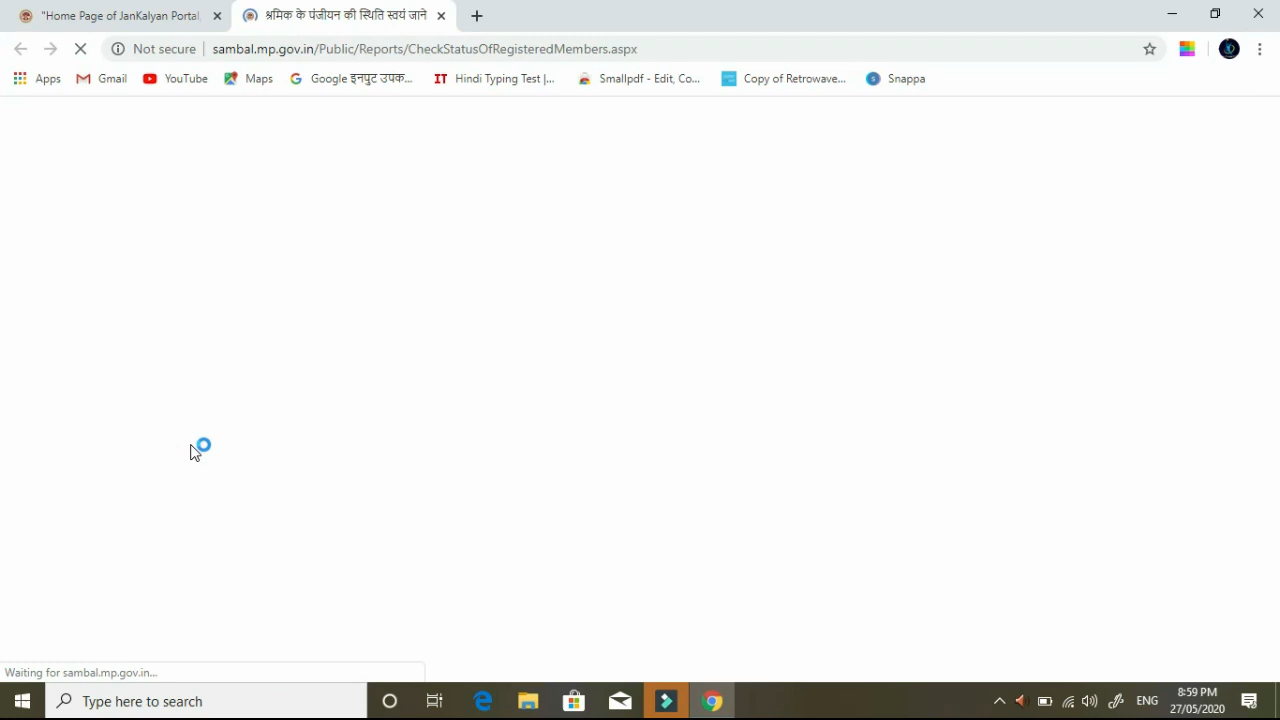 "Home Page of JanKalyan Portal, श्रमिक के पंजीयन की स्थिति स्वयं जाने
Not secure sambal.mp.gov.in/Public/Reports/CheckStatusOfRegisteredMembers.aspx
Apps Gmail YouTube Maps Google इनपुट उपक... IT Hindi Typing Test |... Smallpdf - Edit, Co... Copy of Retrowave... S Snappa
Waiting for sambal.mp.gov.in...
Type here to search ENG 8:59 PM
27/05/2020